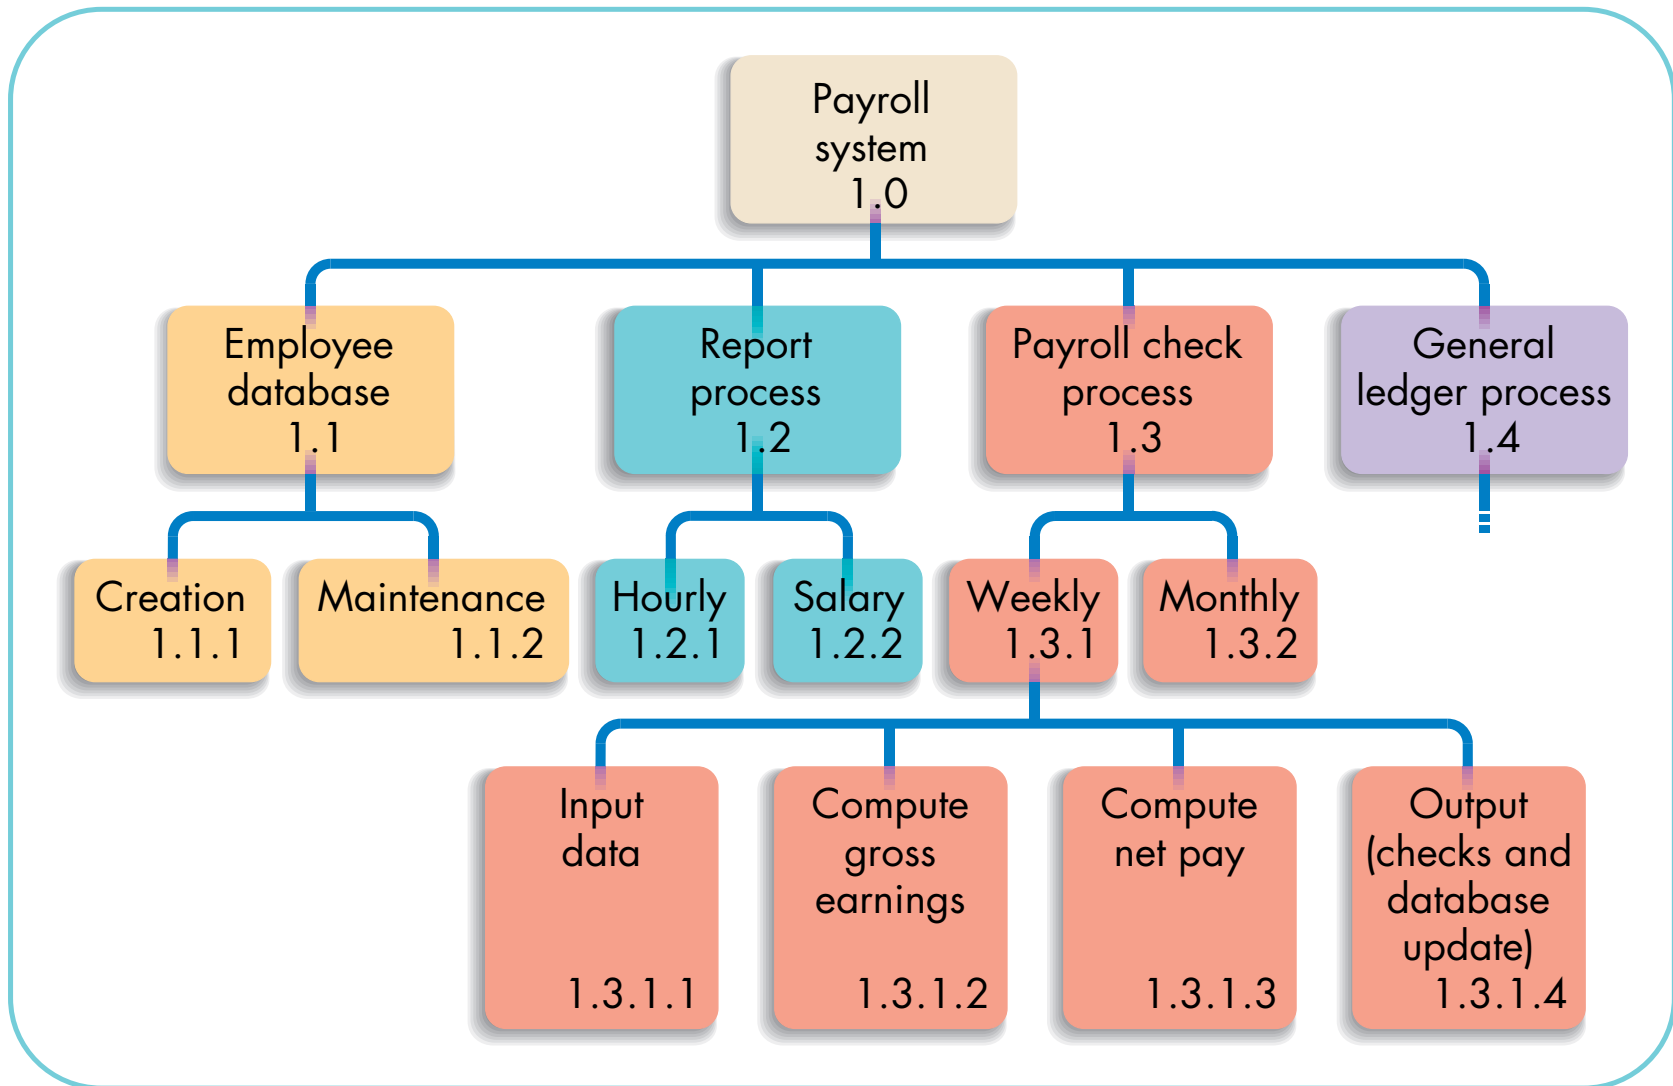 Payroll
system
1.0
Employee
database
1.1
Report
process
1.2
Payroll check
process
1.3
General
ledger process
1.4
Creation
1.1.1
Maintenance
1.1.2
Hourly
1.2.1
Salary
1.2.2
Weekly
1.3.1
Monthly
1.3.2
Input
data
1.3.1.1
Compute
gross
earnings
1.3.1.2
Compute
net pay
1.3.1.3
Output
(checks and
database
update)
1.3.1.4